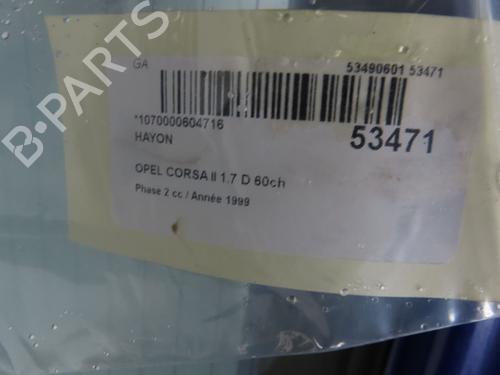 GA
53490601 53471
*1070000604716
HAYON
53471
OPEL CORSA II 1.7 D 60ch
Phase 2 cc / Année 1999
B-PARTS